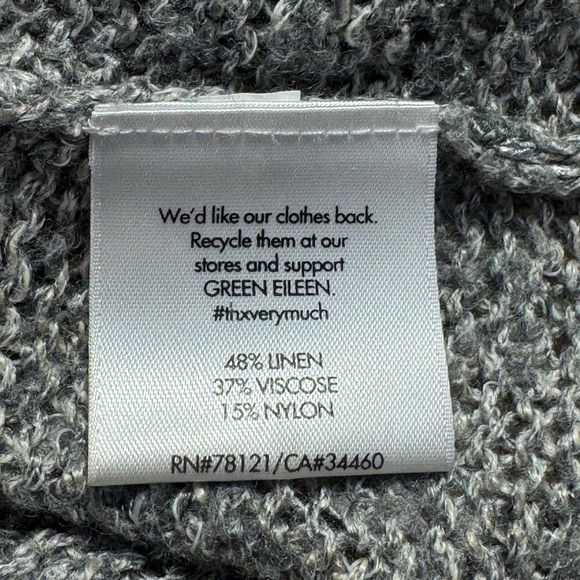 We'd like our clothes back.
Recycle them at our
stores and support
GREEN EILEEN.
#thxverymuch
48% LINEN
37% VISCOSE
15% NYLON
RN#78121/CA#34460